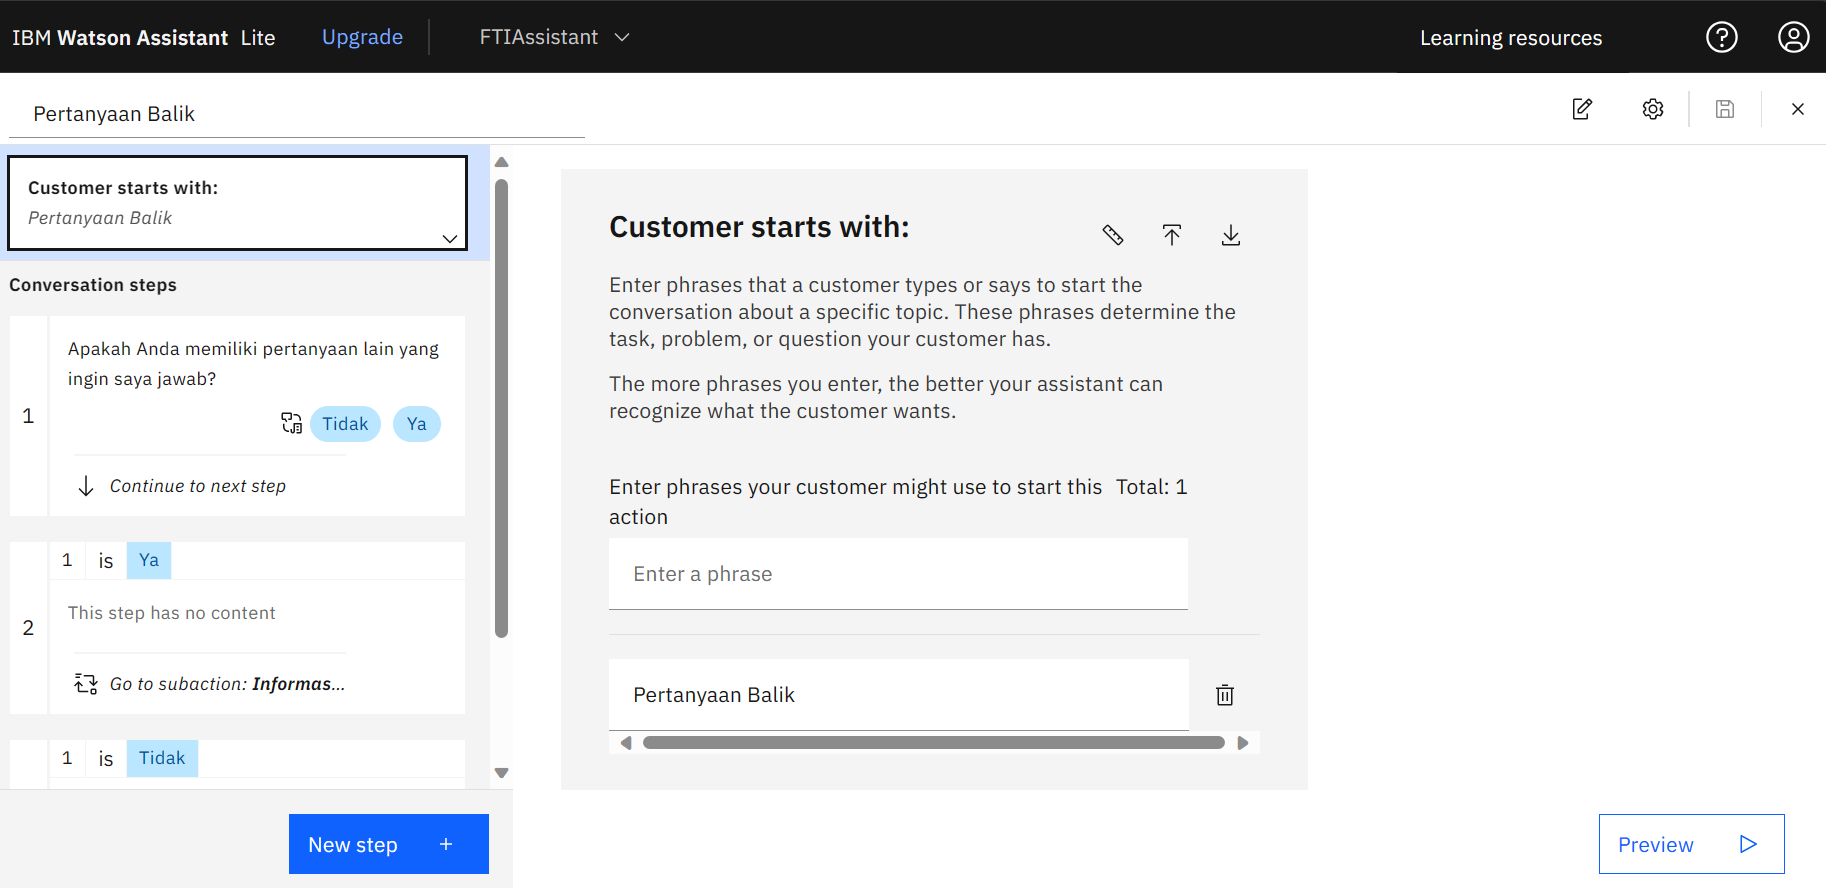 IBM Watson Assistant Lite Upgrade FTIAssistant Learning resources
Pertanyaan Balik
Customer starts with:
Pertanyaan Balik
Conversation steps
1
Apakah Anda memiliki pertanyaan lain yang
ingin saya jawab?
Tidak Ya
Continue to next step
2
1 is Ya
This step has no content
Go to subaction: Informas...
1 is Tidak
New step +
Customer starts with:
Enter phrases that a customer types or says to start the
conversation about a specific topic. These phrases determine the
task, problem, or question your customer has.
The more phrases you enter, the better your assistant can
recognize what the customer wants.
Enter phrases your customer might use to start this Total: 1
action
Enter a phrase
Pertanyaan Balik
Preview